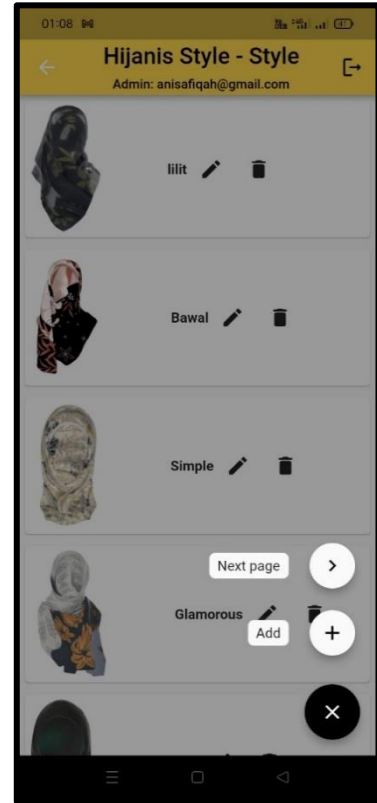 01:08
Hijanis Style - Style
Admin: anisafiqah@gmail.com
lilit
Bawal
Simple
Next page
Glamorous
Add